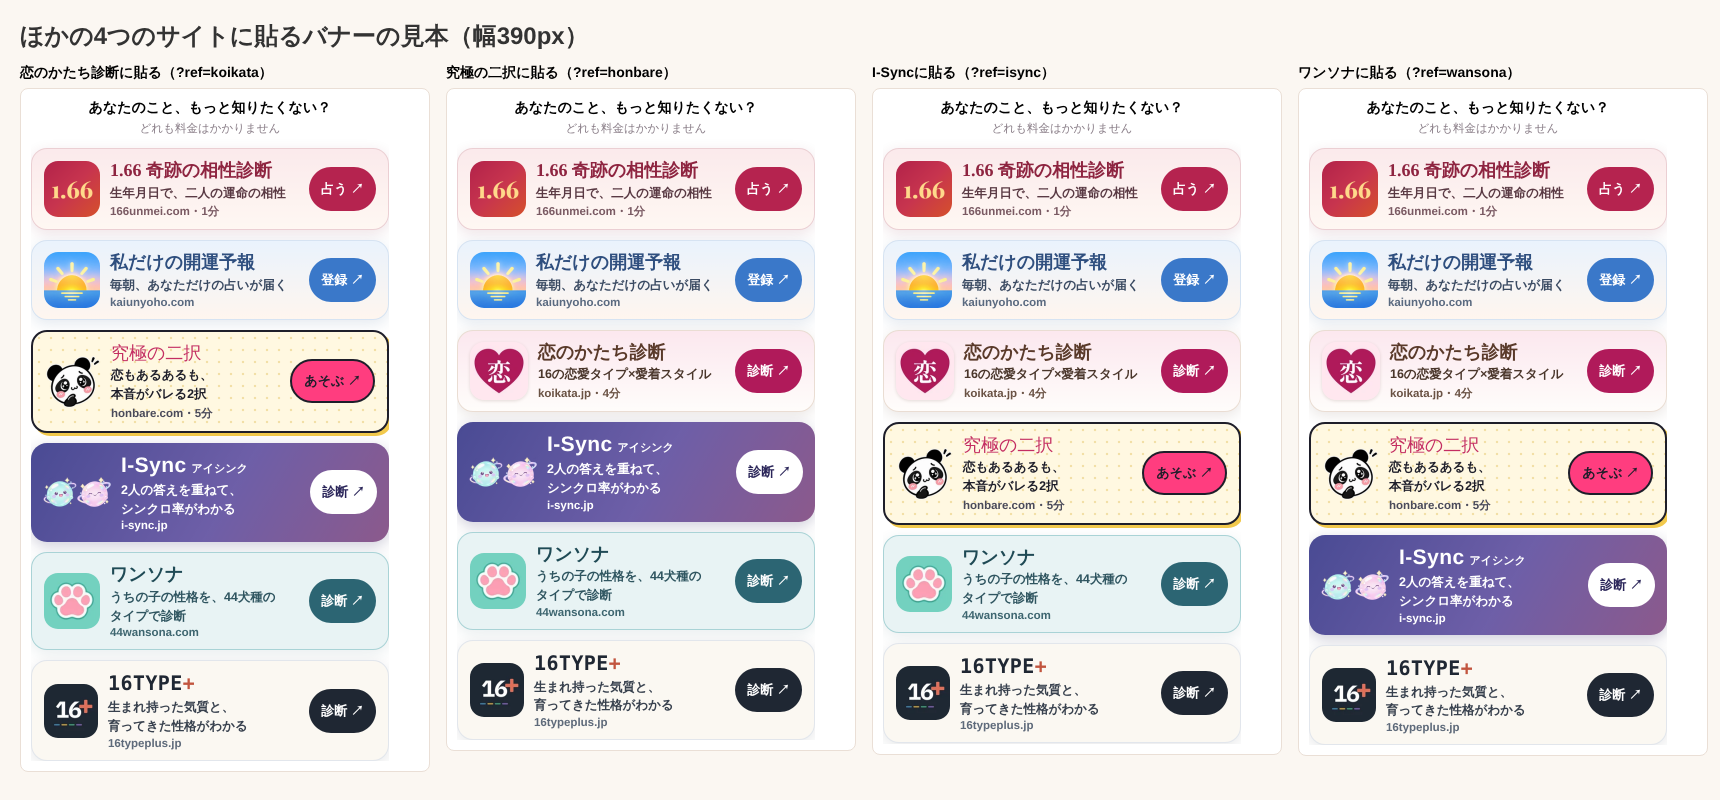 ほかの4つのサイトに貼るバナーの見本（幅390px）
恋のかたち診断に貼る（?ref=koikata）
あなたのこと、もっと知りたくない？
どれも料金はかかりません
1.66
1.66 奇跡の相性診断
生年月日で、二人の運命の相性
166unmei.com・1分
占う ↗
私だけの開運予報
毎朝、あなただけの占いが届く
kaiunyoho.com
登録 ↗
究極の二択
恋もあるあるも、
本音がバレる2択
honbare.com・5分
あそぶ ↗
I-Sync アイシンク
2人の答えを重ねて、
シンクロ率がわかる
i-sync.jp
診断 ↗
ワンソナ
うちの子の性格を、44犬種の
タイプで診断
44wansona.com
診断 ↗
16+
16TYPE+
生まれ持った気質と、
育ってきた性格がわかる
16typeplus.jp
診断 ↗
究極の二択に貼る（?ref=honbare）
あなたのこと、もっと知りたくない？
どれも料金はかかりません
1.66
1.66 奇跡の相性診断
生年月日で、二人の運命の相性
166unmei.com・1分
占う ↗
私だけの開運予報
毎朝、あなただけの占いが届く
kaiunyoho.com
登録 ↗
恋
恋のかたち診断
16の恋愛タイプ×愛着スタイル
koikata.jp・4分
診断 ↗
I-Sync アイシンク
2人の答えを重ねて、
シンクロ率がわかる
i-sync.jp
診断 ↗
ワンソナ
うちの子の性格を、44犬種の
タイプで診断
44wansona.com
診断 ↗
16+
16TYPE+
生まれ持った気質と、
育ってきた性格がわかる
16typeplus.jp
診断 ↗
I-Syncに貼る（?ref=isync）
あなたのこと、もっと知りたくない？
どれも料金はかかりません
1.66
1.66 奇跡の相性診断
生年月日で、二人の運命の相性
166unmei.com・1分
占う ↗
私だけの開運予報
毎朝、あなただけの占いが届く
kaiunyoho.com
登録 ↗
恋
恋のかたち診断
16の恋愛タイプ×愛着スタイル
koikata.jp・4分
診断 ↗
究極の二択
恋もあるあるも、
本音がバレる2択
honbare.com・5分
あそぶ ↗
ワンソナ
うちの子の性格を、44犬種の
タイプで診断
44wansona.com
診断 ↗
16+
16TYPE+
生まれ持った気質と、
育ってきた性格がわかる
16typeplus.jp
診断 ↗
ワンソナに貼る（?ref=wansona）
あなたのこと、もっと知りたくない？
どれも料金はかかりません
1.66
1.66 奇跡の相性診断
生年月日で、二人の運命の相性
166unmei.com・1分
占う ↗
私だけの開運予報
毎朝、あなただけの占いが届く
kaiunyoho.com
登録 ↗
恋
恋のかたち診断
16の恋愛タイプ×愛着スタイル
koikata.jp・4分
診断 ↗
究極の二択
恋もあるあるも、
本音がバレる2択
honbare.com・5分
あそぶ ↗
I-Sync アイシンク
2人の答えを重ねて、
シンクロ率がわかる
i-sync.jp
診断 ↗
16+
16TYPE+
生まれ持った気質と、
育ってきた性格がわかる
16typeplus.jp
診断 ↗